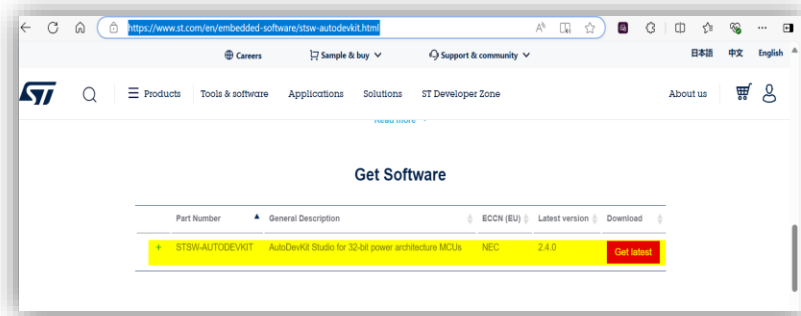 https://www.st.com/en/embedded-software/stsw-autodevkit.html
Careers Sample & buy Support & community 日本語 中文 English
ST Products Tools & software Applications Solutions ST Developer Zone About us
Read more
Get Software
Part Number General Description ECCN (EU) Latest version Download
+ STSW-AUTODEVKIT AutoDevKit Studio for 32-bit power architecture MCUs NEC 2.4.0 Get latest